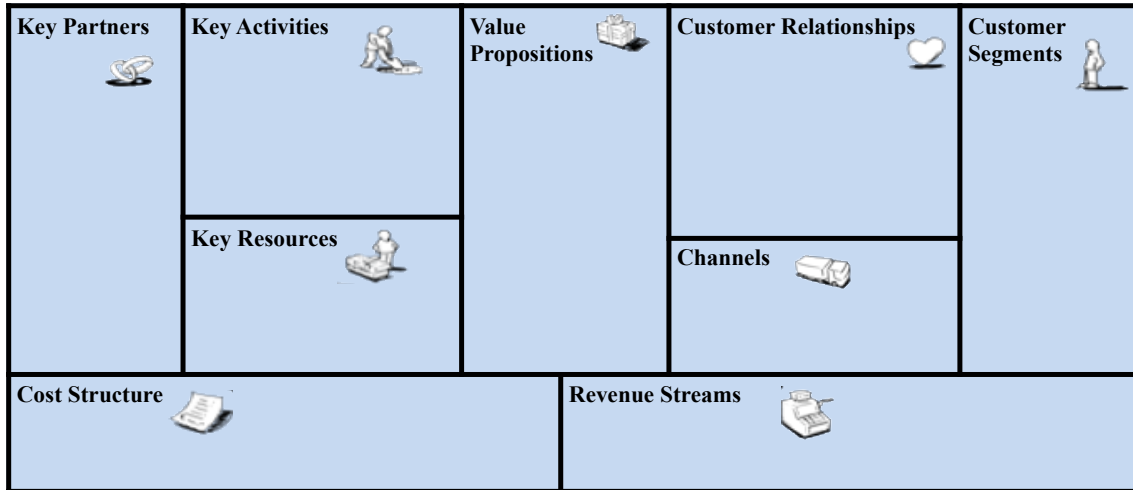 Key Partners
Key Activities
Value
Propositions
Customer Relationships
Customer
Segments
Key Resources
Channels
Cost Structure
Revenue Streams